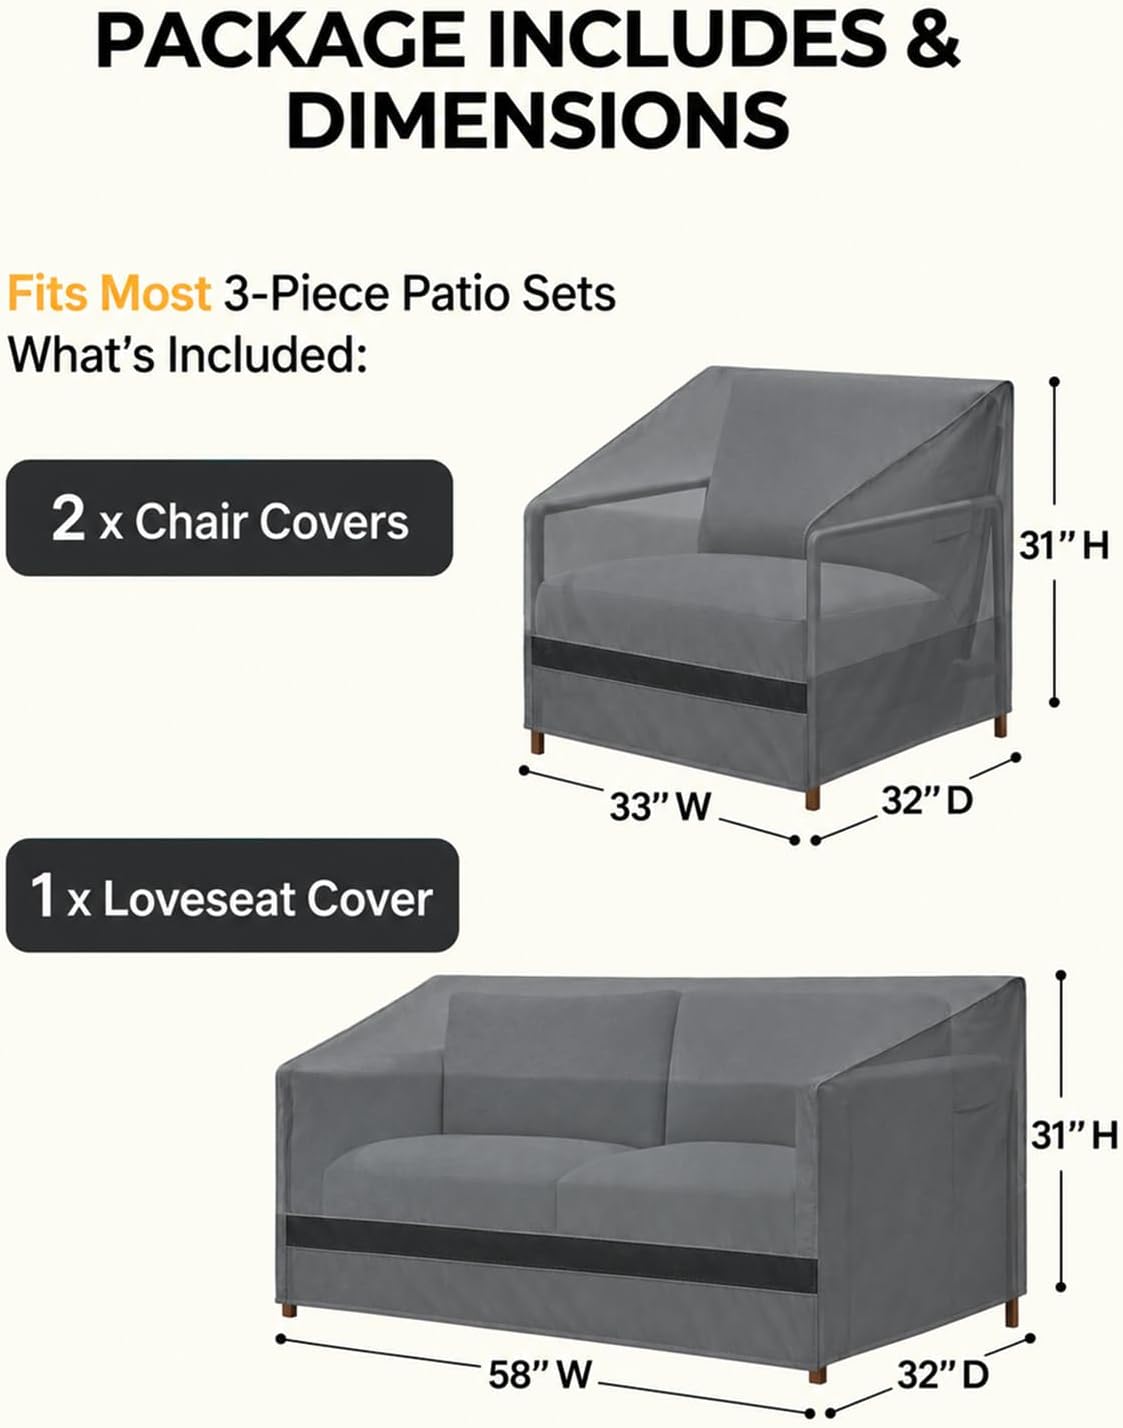 PACKAGE INCLUDES &
DIMENSIONS
Fits Most 3-Piece Patio Sets
What's Included:
2 x Chair Covers
31" H
33" W
32" D
1 x Loveseat Cover
31" H
58" W
32" D